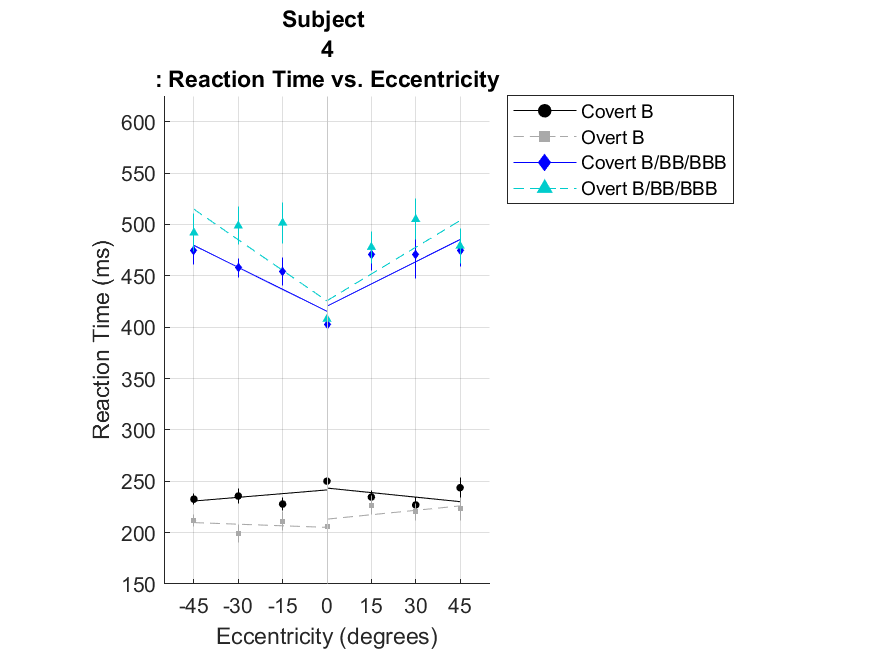 Subject
4
: Reaction Time vs. Eccentricity
Covert B
Overt B
Covert B/BB/BBB
Overt B/BB/BBB
Reaction Time (ms)
600
550
500
450
400
350
300
250
200
150
-45 -30 -15 0 15 30 45
Eccentricity (degrees)